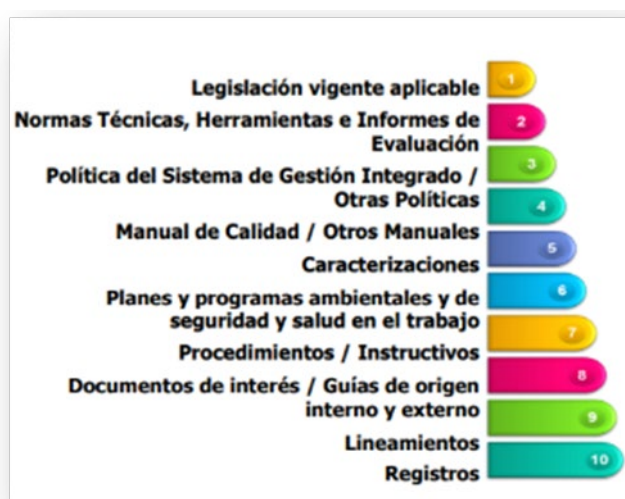 Legislación vigente aplicable
1
Normas Técnicas, Herramientas e Informes de
Evaluación
2
3
Política del Sistema de Gestión Integrado /
Otras Políticas
4
Manual de Calidad / Otros Manuales
5
Caracterizaciones
6
Planes y programas ambientales y de
seguridad y salud en el trabajo
7
Procedimientos / Instructivos
8
Documentos de interés / Guías de origen
interno y externo
9
Lineamientos
10
Registros